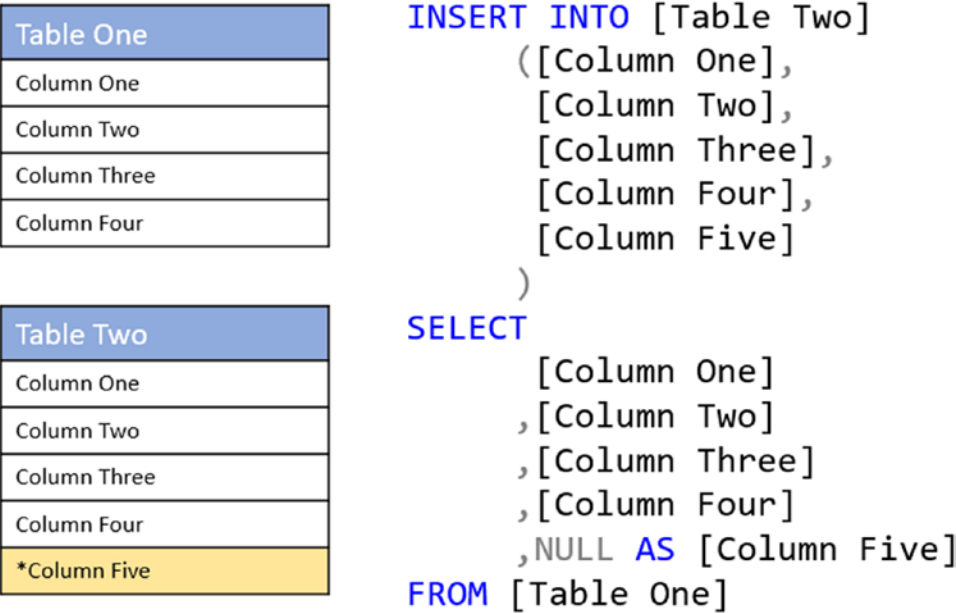 Table One
Column One
Column Two
Column Three
Column Four
Table Two
Column One
Column Two
Column Three
Column Four
*Column Five
INSERT INTO [Table Two]
([Column One],
[Column Two],
[Column Three],
[Column Four],
[Column Five]
)
SELECT
[Column One]
,[Column Two]
,[Column Three]
,[Column Four]
,NULL AS [Column Five]
FROM [Table One]